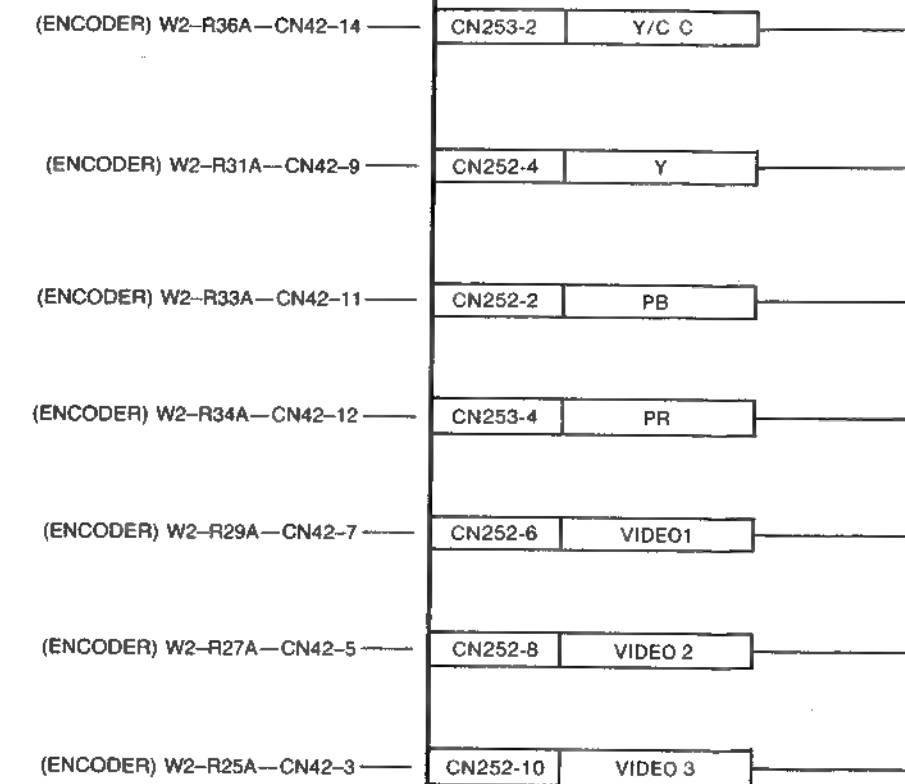 (ENCODER) W2–R36A—CN42–14 CN253-2 Y/C C
(ENCODER) W2–R31A—CN42–9 CN252-4 Y
(ENCODER) W2–R33A—CN42–11 CN252-2 PB
(ENCODER) W2–R34A—CN42–12 CN253-4 PR
(ENCODER) W2–R29A—CN42–7 CN252-6 VIDEO1
(ENCODER) W2–R27A—CN42–5 CN252-8 VIDEO 2
(ENCODER) W2–R25A—CN42–3 CN252-10 VIDEO 3